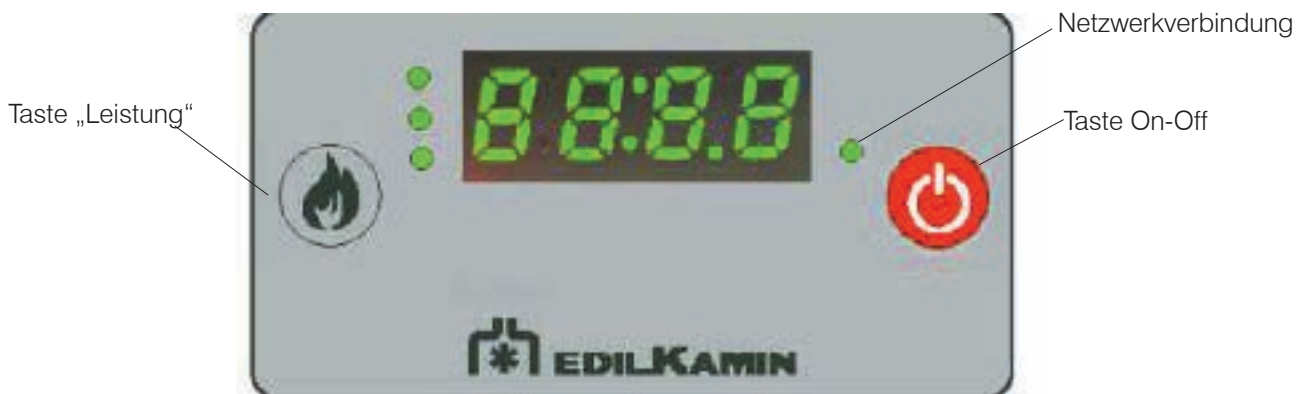 Netzwerkverbindung
88:8.8
Taste „Leistung“
Taste On-Off
EDILKAMIN